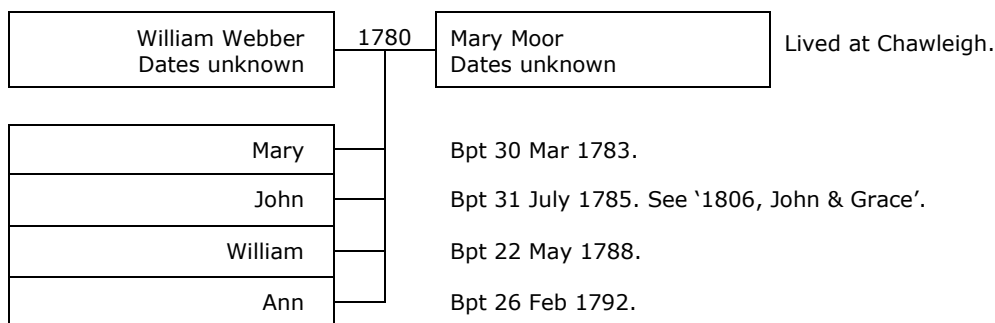 William Webber 1780 Mary Moor
Dates unknown Dates unknown
Lived at Chawleigh.
Mary Bpt 30 Mar 1783.
John Bpt 31 July 1785. See ‘1806, John & Grace’.
William Bpt 22 May 1788.
Ann Bpt 26 Feb 1792.